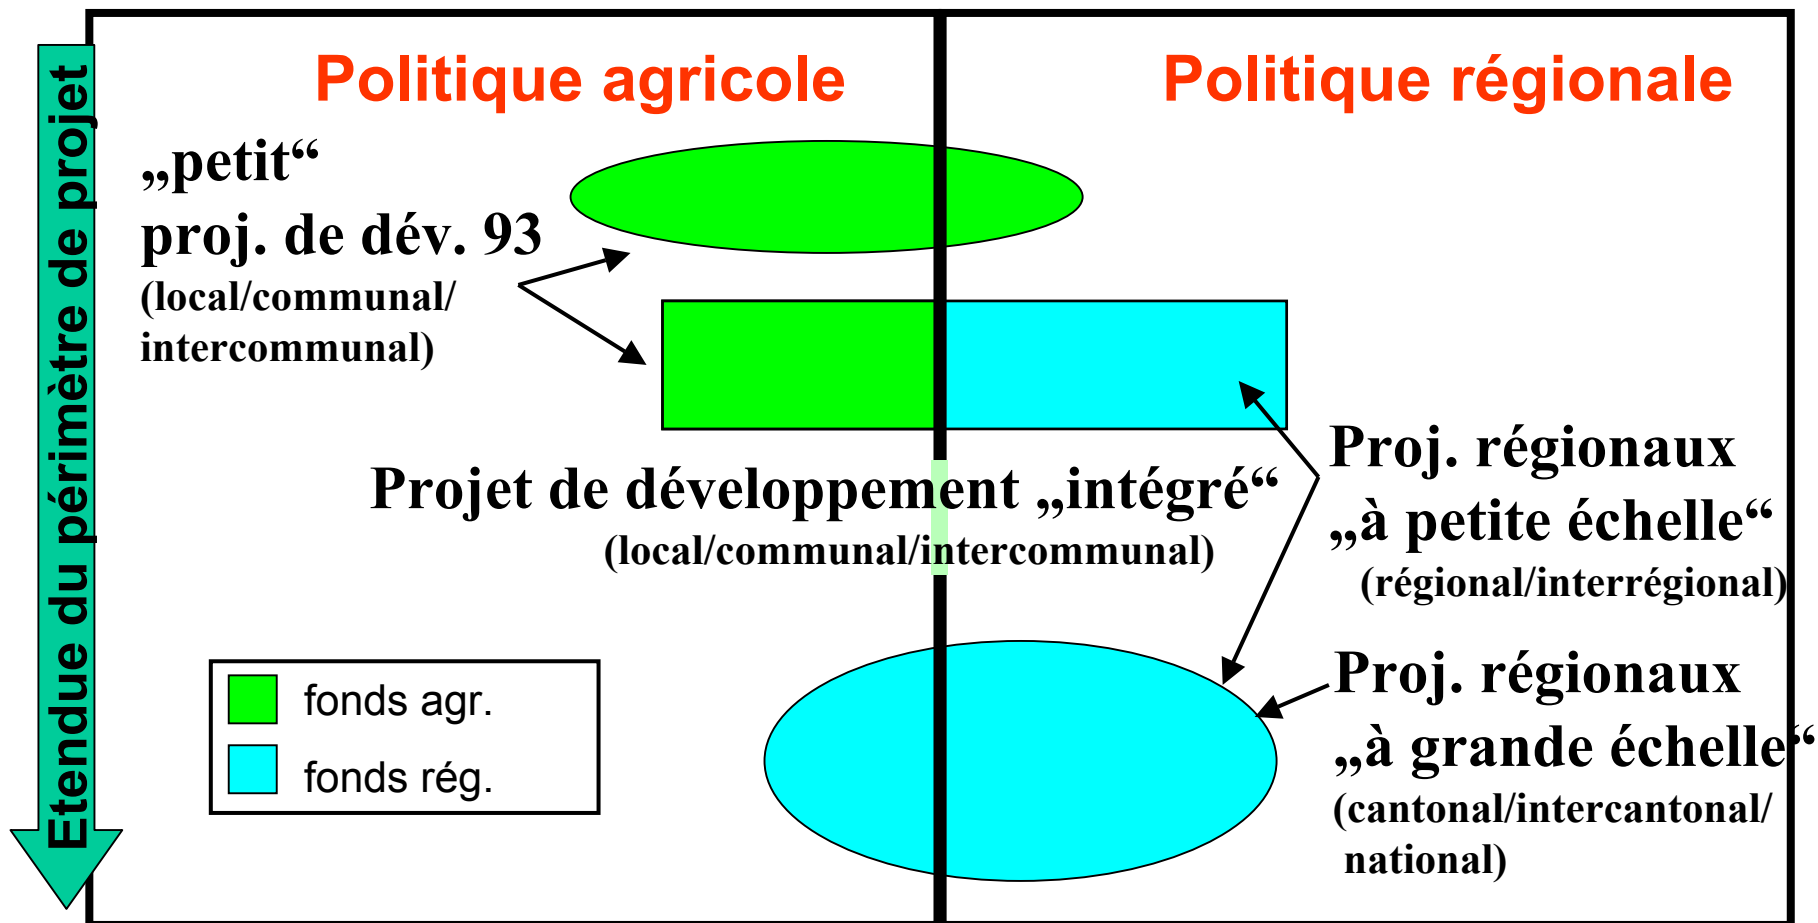 Etendue du périmètre de projet
Politique agricole
Politique régionale
„petit“
proj. de dév. 93
(local/communal/
intercommunal)
Projet de développement „intégré“
(local/communal/intercommunal)
Proj. régionaux
„à petite échelle“
(régional/interrégional)
Proj. régionaux
„à grande échelle“
(cantonal/intercantonal/
national)
fonds agr.
fonds rég.